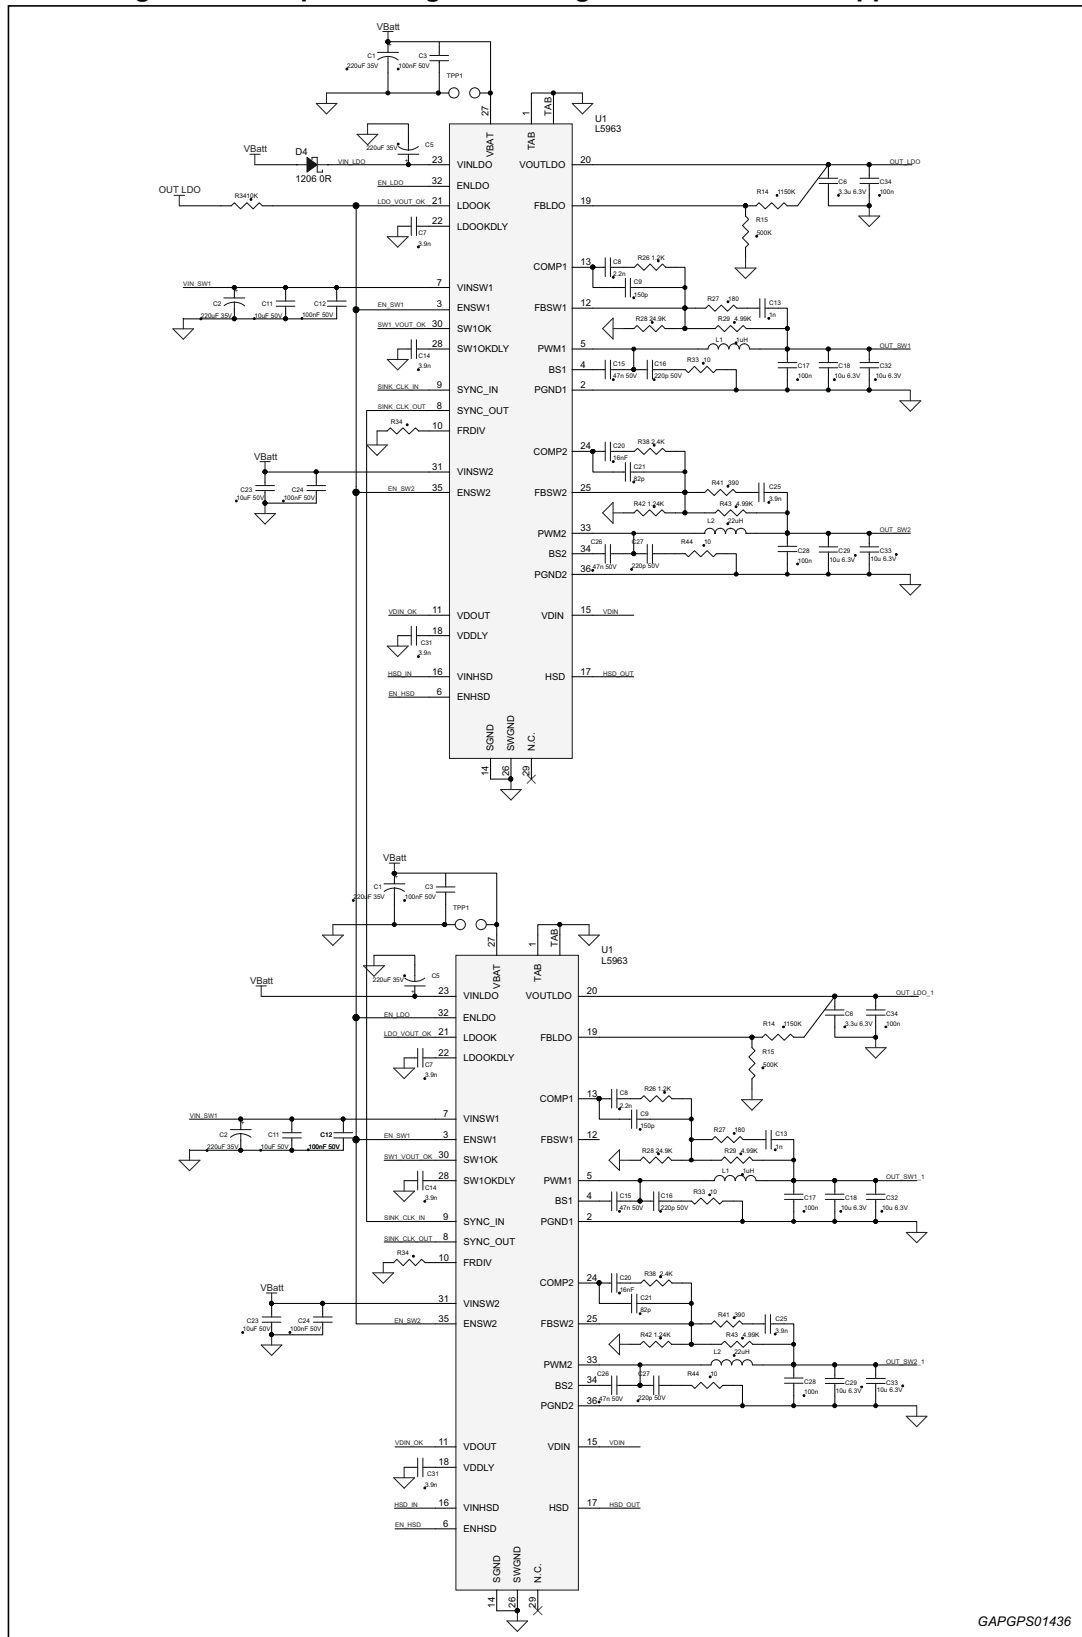 VBatt
C1
220uF 35V
C3
100nF 50V
TPP1
27
1
TAB
VBAT
TAB
U1
L5963
220uF 35V
C5
VBatt
D4
1206 0R
VIN_LDO
23
VINLDO
VOUTLDO
20
OUT_LDO
EN_LDO
32
ENLDO
OUT LDO
R3410K
LDO_VOUT_OK
21
LDOOK
FBLDO
19
R14
1150K
C6
3.3u 6.3V
C34
100n
R15
500K
22
LDOOKDLY
C7
3.9n
COMP1
13
C8
2.2n
R26 1.2K
C9
150p
VIN_SW1
7
VINSW1
C2
220uF 35V
C11
10uF 50V
C12
100nF 50V
EN_SW1
3
ENSW1
FBSW1
12
R27
180
C13
1n
SW1_VOUT_OK
30
SW1OK
R28 24.9K
R29
4.99K
28
SW1OKDLY
C14
3.9n
PWM1
5
L1
1uH
OUT_SW1
BS1
4
C15
47n 50V
C16
220p 50V
R33
10
C17
100n
C18
10u 6.3V
C32
10u 6.3V
SINK_CLK_IN
9
SYNC_IN
PGND1
2
SINK_CLK_OUT
8
SYNC_OUT
R34
10
FRDIV
COMP2
24
C20
16nF
R38 2.4K
C21
82p
VBatt
31
VINSW2
C23
10uF 50V
C24
100nF 50V
EN_SW2
35
ENSW2
FBSW2
25
R41
390
C25
3.9n
R42 1.24K
R43
4.99K
PWM2
33
L2
22uH
OUT_SW2
BS2
34
C26
47n 50V
C27
220p 50V
R44
10
C28
100n
C29
10u 6.3V
C33
10u 6.3V
PGND2
36
VDIN_OK
11
VDOUT
VDIN
15
VDIN
18
VDDLY
C31
3.9n
HSD_IN
16
VINHSD
HSD
17
HSD_OUT
EN_HSD
6
ENHSD
SGND
SWGND
N.C.
14
26
29
VBatt
C1
220uF 35V
C3
100nF 50V
TPP1
27
1
TAB
VBAT
TAB
U1
L5963
220uF 35V
C5
VBatt
23
VINLDO
VOUTLDO
20
OUT_LDO_1
EN_LDO
32
ENLDO
LDO_VOUT_OK
21
LDOOK
FBLDO
19
R14
1150K
C6
3.3u 6.3V
C34
100n
R15
500K
22
LDOOKDLY
C7
3.9n
COMP1
13
C8
2.2n
R26 1.2K
C9
150p
VIN_SW1
7
VINSW1
C2
220uF 35V
C11
10uF 50V
C12
100nF 50V
EN_SW1
3
ENSW1
FBSW1
12
R27
180
C13
1n
SW1_VOUT_OK
30
SW1OK
R28 24.9K
R29
4.99K
28
SW1OKDLY
C14
3.9n
PWM1
5
L1
1uH
OUT_SW1_1
BS1
4
C15
47n 50V
C16
220p 50V
R33
10
C17
100n
C18
10u 6.3V
C32
10u 6.3V
SINK_CLK_IN
9
SYNC_IN
PGND1
2
SINK_CLK_OUT
8
SYNC_OUT
R34
10
FRDIV
COMP2
24
C20
16nF
R38 2.4K
C21
82p
VBatt
31
VINSW2
C23
10uF 50V
C24
100nF 50V
EN_SW2
35
ENSW2
FBSW2
25
R41
390
C25
3.9n
R42 1.24K
R43
4.99K
PWM2
33
L2
22uH
OUT_SW2_1
BS2
34
C26
47n 50V
C27
220p 50V
R44
10
C28
100n
C29
10u 6.3V
C33
10u 6.3V
PGND2
36
VDIN_OK
11
VDOUT
VDIN
15
VDIN
18
VDDLY
C31
3.9n
HSD_IN
16
VINHSD
HSD
17
HSD_OUT
EN_HSD
6
ENHSD
SGND
SWGND
N.C.
14
26
29
GAPGPS01436